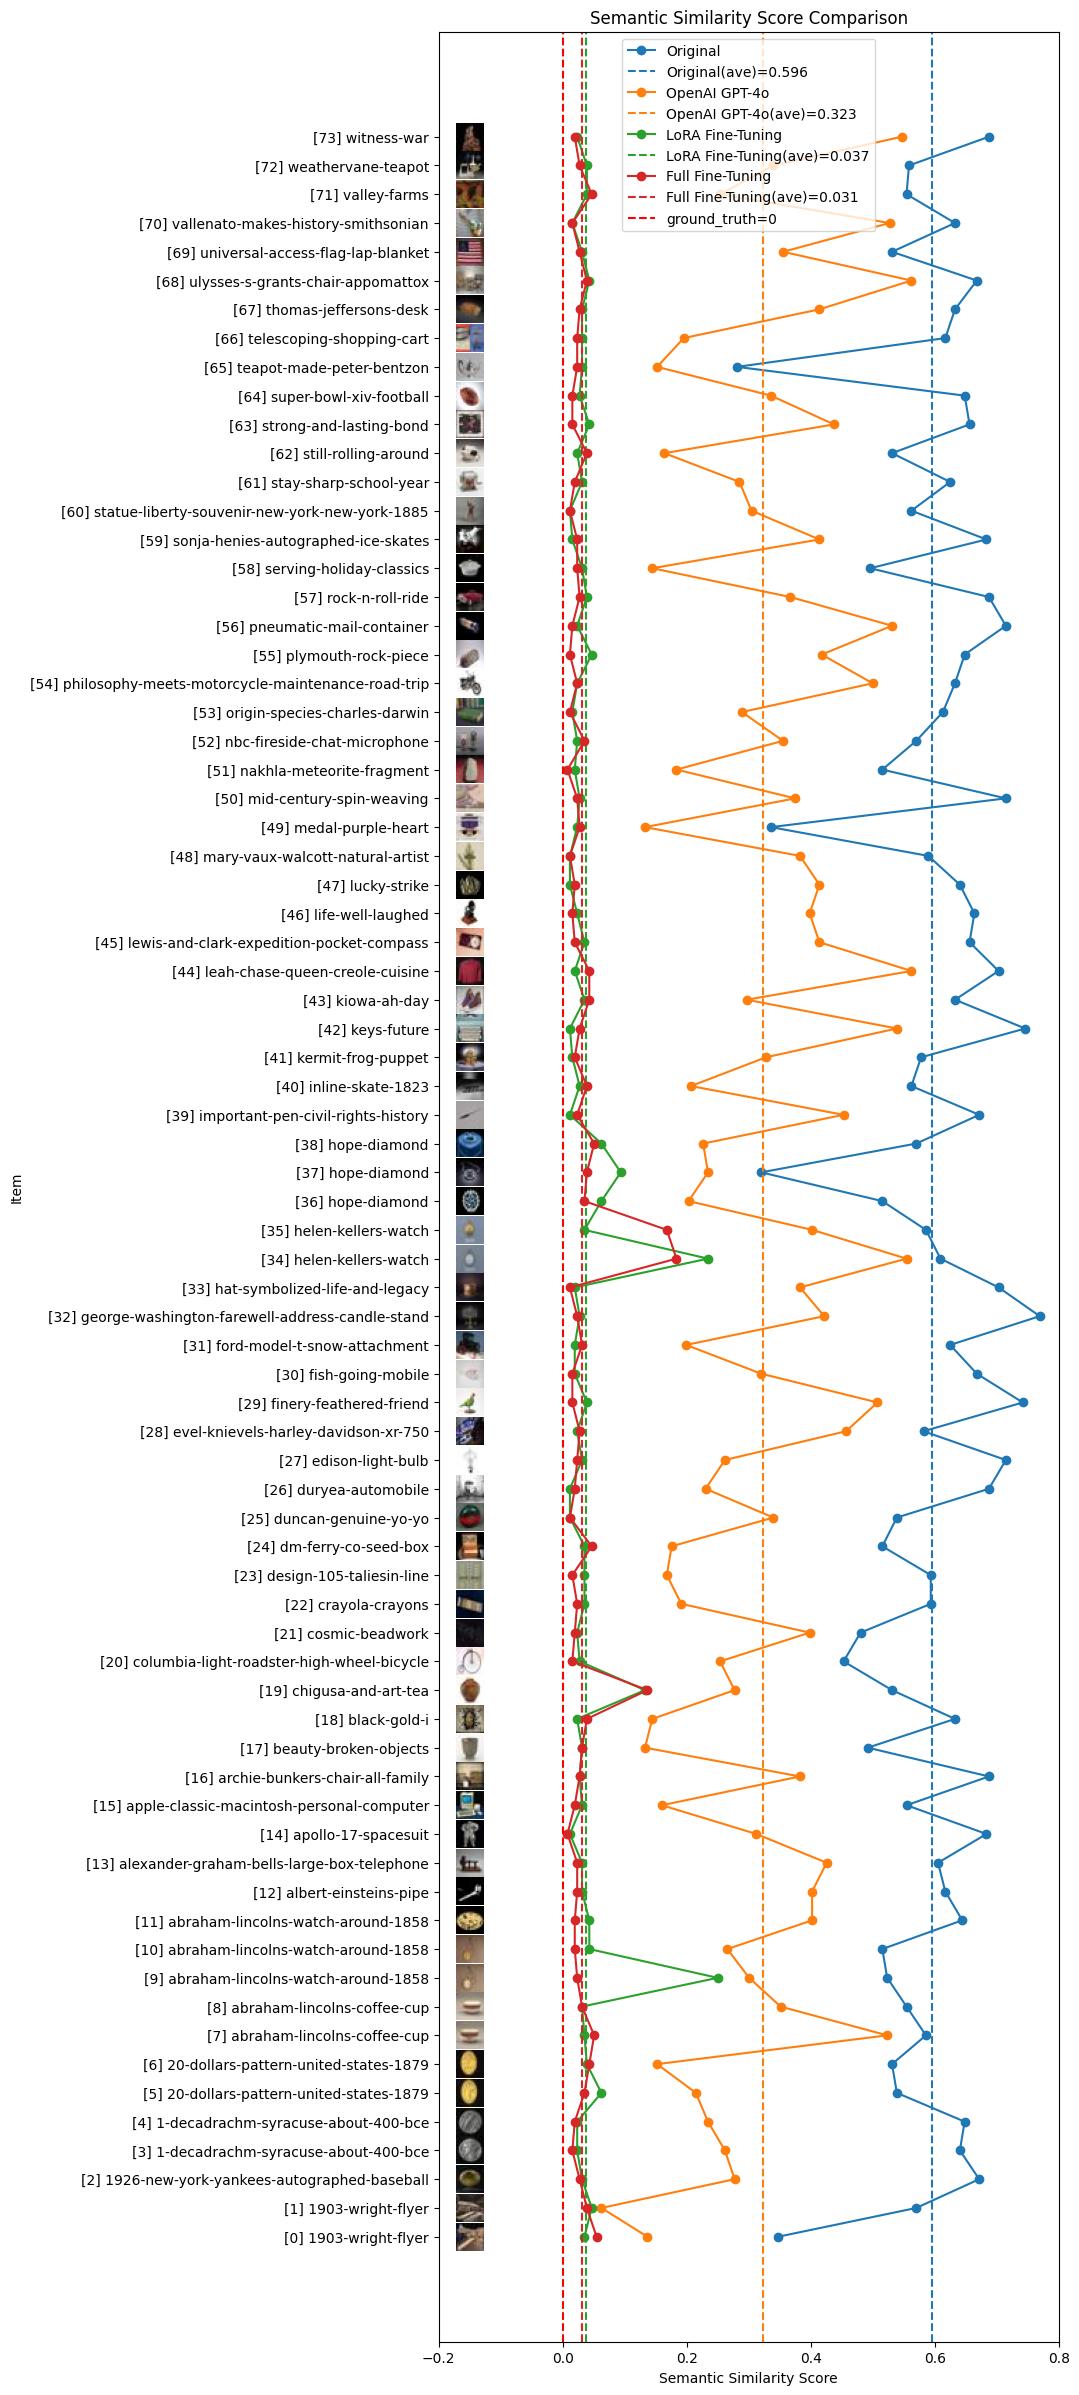 Semantic Similarity Score Comparison
Original
Original(ave)=0.596
OpenAI GPT-4o
OpenAI GPT-4o(ave)=0.323
LoRA Fine-Tuning
LoRA Fine-Tuning(ave)=0.037
Full Fine-Tuning
Full Fine-Tuning(ave)=0.031
ground_truth=0
[73] witness-war
[72] weathervane-teapot
[71] valley-farms
[70] vallenato-makes-history-smithsonian
[69] universal-access-flag-lap-blanket
[68] ulysses-s-grants-chair-appomattox
[67] thomas-jeffersons-desk
[66] telescoping-shopping-cart
[65] teapot-made-peter-bentzon
[64] super-bowl-xiv-football
[63] strong-and-lasting-bond
[62] still-rolling-around
[61] stay-sharp-school-year
[60] statue-liberty-souvenir-new-york-new-york-1885
[59] sonja-henies-autographed-ice-skates
[58] serving-holiday-classics
[57] rock-n-roll-ride
[56] pneumatic-mail-container
[55] plymouth-rock-piece
[54] philosophy-meets-motorcycle-maintenance-road-trip
[53] origin-species-charles-darwin
[52] nbc-fireside-chat-microphone
[51] nakhla-meteorite-fragment
[50] mid-century-spin-weaving
[49] medal-purple-heart
[48] mary-vaux-walcott-natural-artist
[47] lucky-strike
[46] life-well-laughed
[45] lewis-and-clark-expedition-pocket-compass
[44] leah-chase-queen-creole-cuisine
[43] kiowa-ah-day
[42] keys-future
[41] kermit-frog-puppet
[40] inline-skate-1823
[39] important-pen-civil-rights-history
[38] hope-diamond
[37] hope-diamond
[36] hope-diamond
[35] helen-kellers-watch
[34] helen-kellers-watch
[33] hat-symbolized-life-and-legacy
[32] george-washington-farewell-address-candle-stand
[31] ford-model-t-snow-attachment
[30] fish-going-mobile
[29] finery-feathered-friend
[28] evel-knievels-harley-davidson-xr-750
[27] edison-light-bulb
[26] duryea-automobile
[25] duncan-genuine-yo-yo
[24] dm-ferry-co-seed-box
[23] design-105-taliesin-line
[22] crayola-crayons
[21] cosmic-beadwork
[20] columbia-light-roadster-high-wheel-bicycle
[19] chigusa-and-art-tea
[18] black-gold-i
[17] beauty-broken-objects
[16] archie-bunkers-chair-all-family
[15] apple-classic-macintosh-personal-computer
[14] apollo-17-spacesuit
[13] alexander-graham-bells-large-box-telephone
[12] albert-einsteins-pipe
[11] abraham-lincolns-watch-around-1858
[10] abraham-lincolns-watch-around-1858
[9] abraham-lincolns-watch-around-1858
[8] abraham-lincolns-coffee-cup
[7] abraham-lincolns-coffee-cup
[6] 20-dollars-pattern-united-states-1879
[5] 20-dollars-pattern-united-states-1879
[4] 1-decadrachm-syracuse-about-400-bce
[3] 1-decadrachm-syracuse-about-400-bce
[2] 1926-new-york-yankees-autographed-baseball
[1] 1903-wright-flyer
[0] 1903-wright-flyer
Item
−0.2 0.0 0.2 0.4 0.6 0.8
Semantic Similarity Score